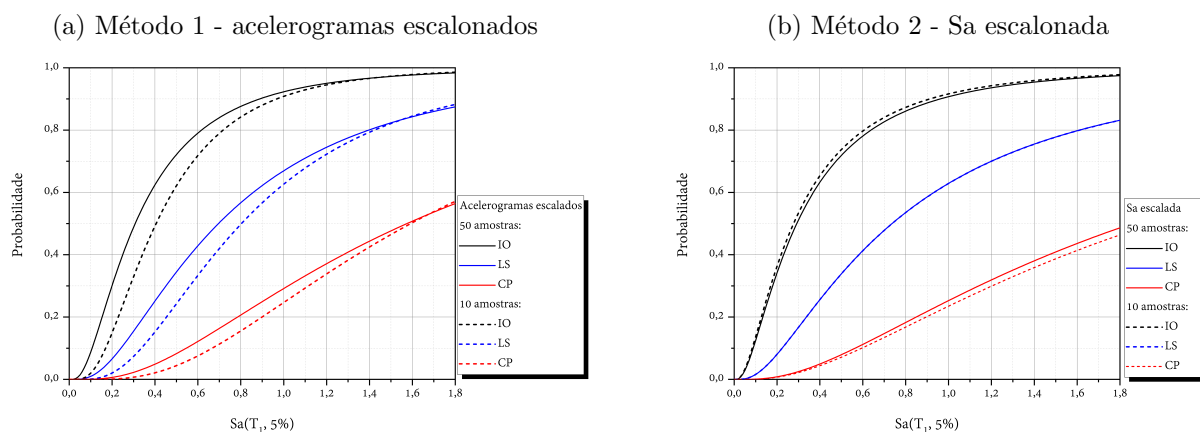 (a) Método 1 - acelerogramas escalonados
1,0
0,8
0,6
0,4
0,2
0,0
0,0 0,2 0,4 0,6 0,8 1,0 1,2 1,4 1,6 1,8
Probabilidade
Sa(T1, 5%)
Acelerogramas escalados
50 amostras:
IO
LS
CP
10 amostras:
IO
LS
CP
(b) Método 2 - Sa escalonada
1,0
0,8
0,6
0,4
0,2
0,0
0,0 0,2 0,4 0,6 0,8 1,0 1,2 1,4 1,6 1,8
Probabilidade
Sa(T1, 5%)
Sa escalada
50 amostras:
IO
LS
CP
10 amostras:
IO
LS
CP